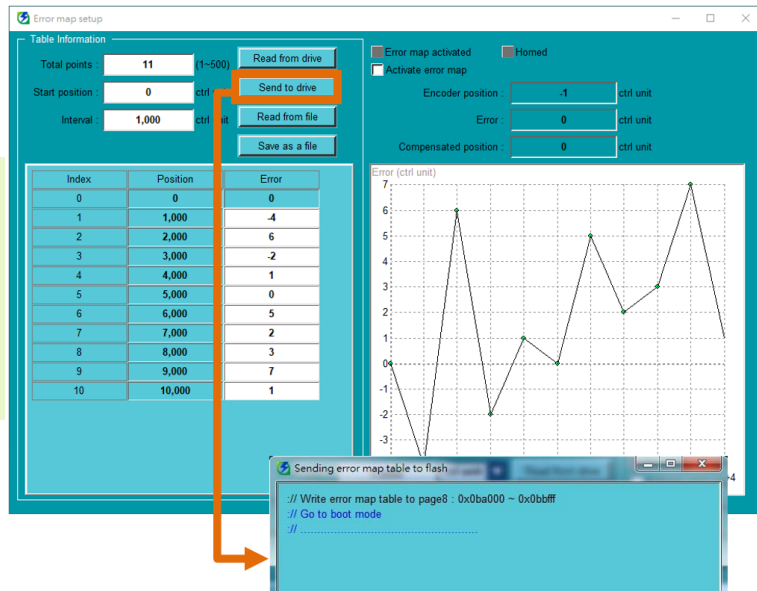 Error map setup
Table Information
Total points : 11 (1~500) Read from drive
Start position : 0 ctrl Send to drive
Interval : 1,000 ctrl unit Read from file
Save as a file
Error map activated Homed
Activate error map
Encoder position : -1 ctrl unit
Error : 0 ctrl unit
Compensated position : 0 ctrl unit
Index Position Error
0 0 0
1 1,000 -4
2 2,000 6
3 3,000 -2
4 4,000 1
5 5,000 0
6 6,000 5
7 7,000 2
8 8,000 3
9 9,000 7
10 10,000 1
Error (ctrl unit)
7
6
5
4
3
2
1
0
-1
-2
-3
Sending error map table to flash
:// Write error map table to page8 : 0x0ba000 ~ 0x0bbfff
:// Go to boot mode
:// ......................................................